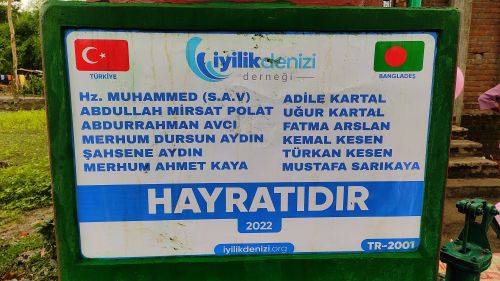 iyilikdenizi
derneği
TÜRKİYE
BANGLADEŞ
Hz. MUHAMMED (S.A.V)
ABDULLAH MİRSAT POLAT
ABDURRAHMAN AVCI
MERHUM DURSUN AYDIN
ŞAHSENE AYDIN
MERHUM AHMET KAYA
ADİLE KARTAL
UĞUR KARTAL
FATMA ARSLAN
KEMAL KESEN
TÜRKAN KESEN
MUSTAFA SARIKAYA
HAYRATIDIR
2022
iyilikdenizi.org
TR-2001